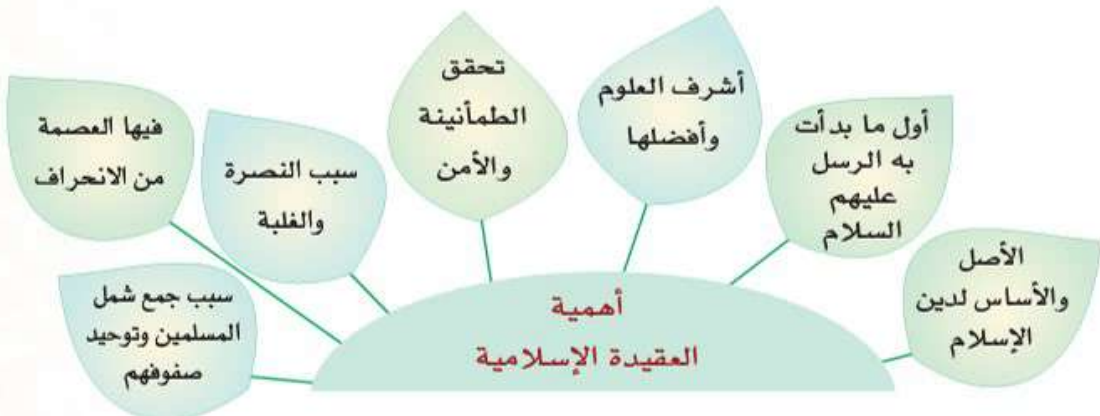 أهمية
العقيدة الإسلامية
الأصل
والأساس لدين
الإسلام
أول ما بدأت
به الرسل
عليهم
السلام
أشرف العلوم
وأفضلها
تحقق
الطمأنينة
والأمن
سبب النصرة
والغلبة
فيها العصمة
من الانحراف
سبب جمع شمل
المسلمين وتوحيد
صفوفهم